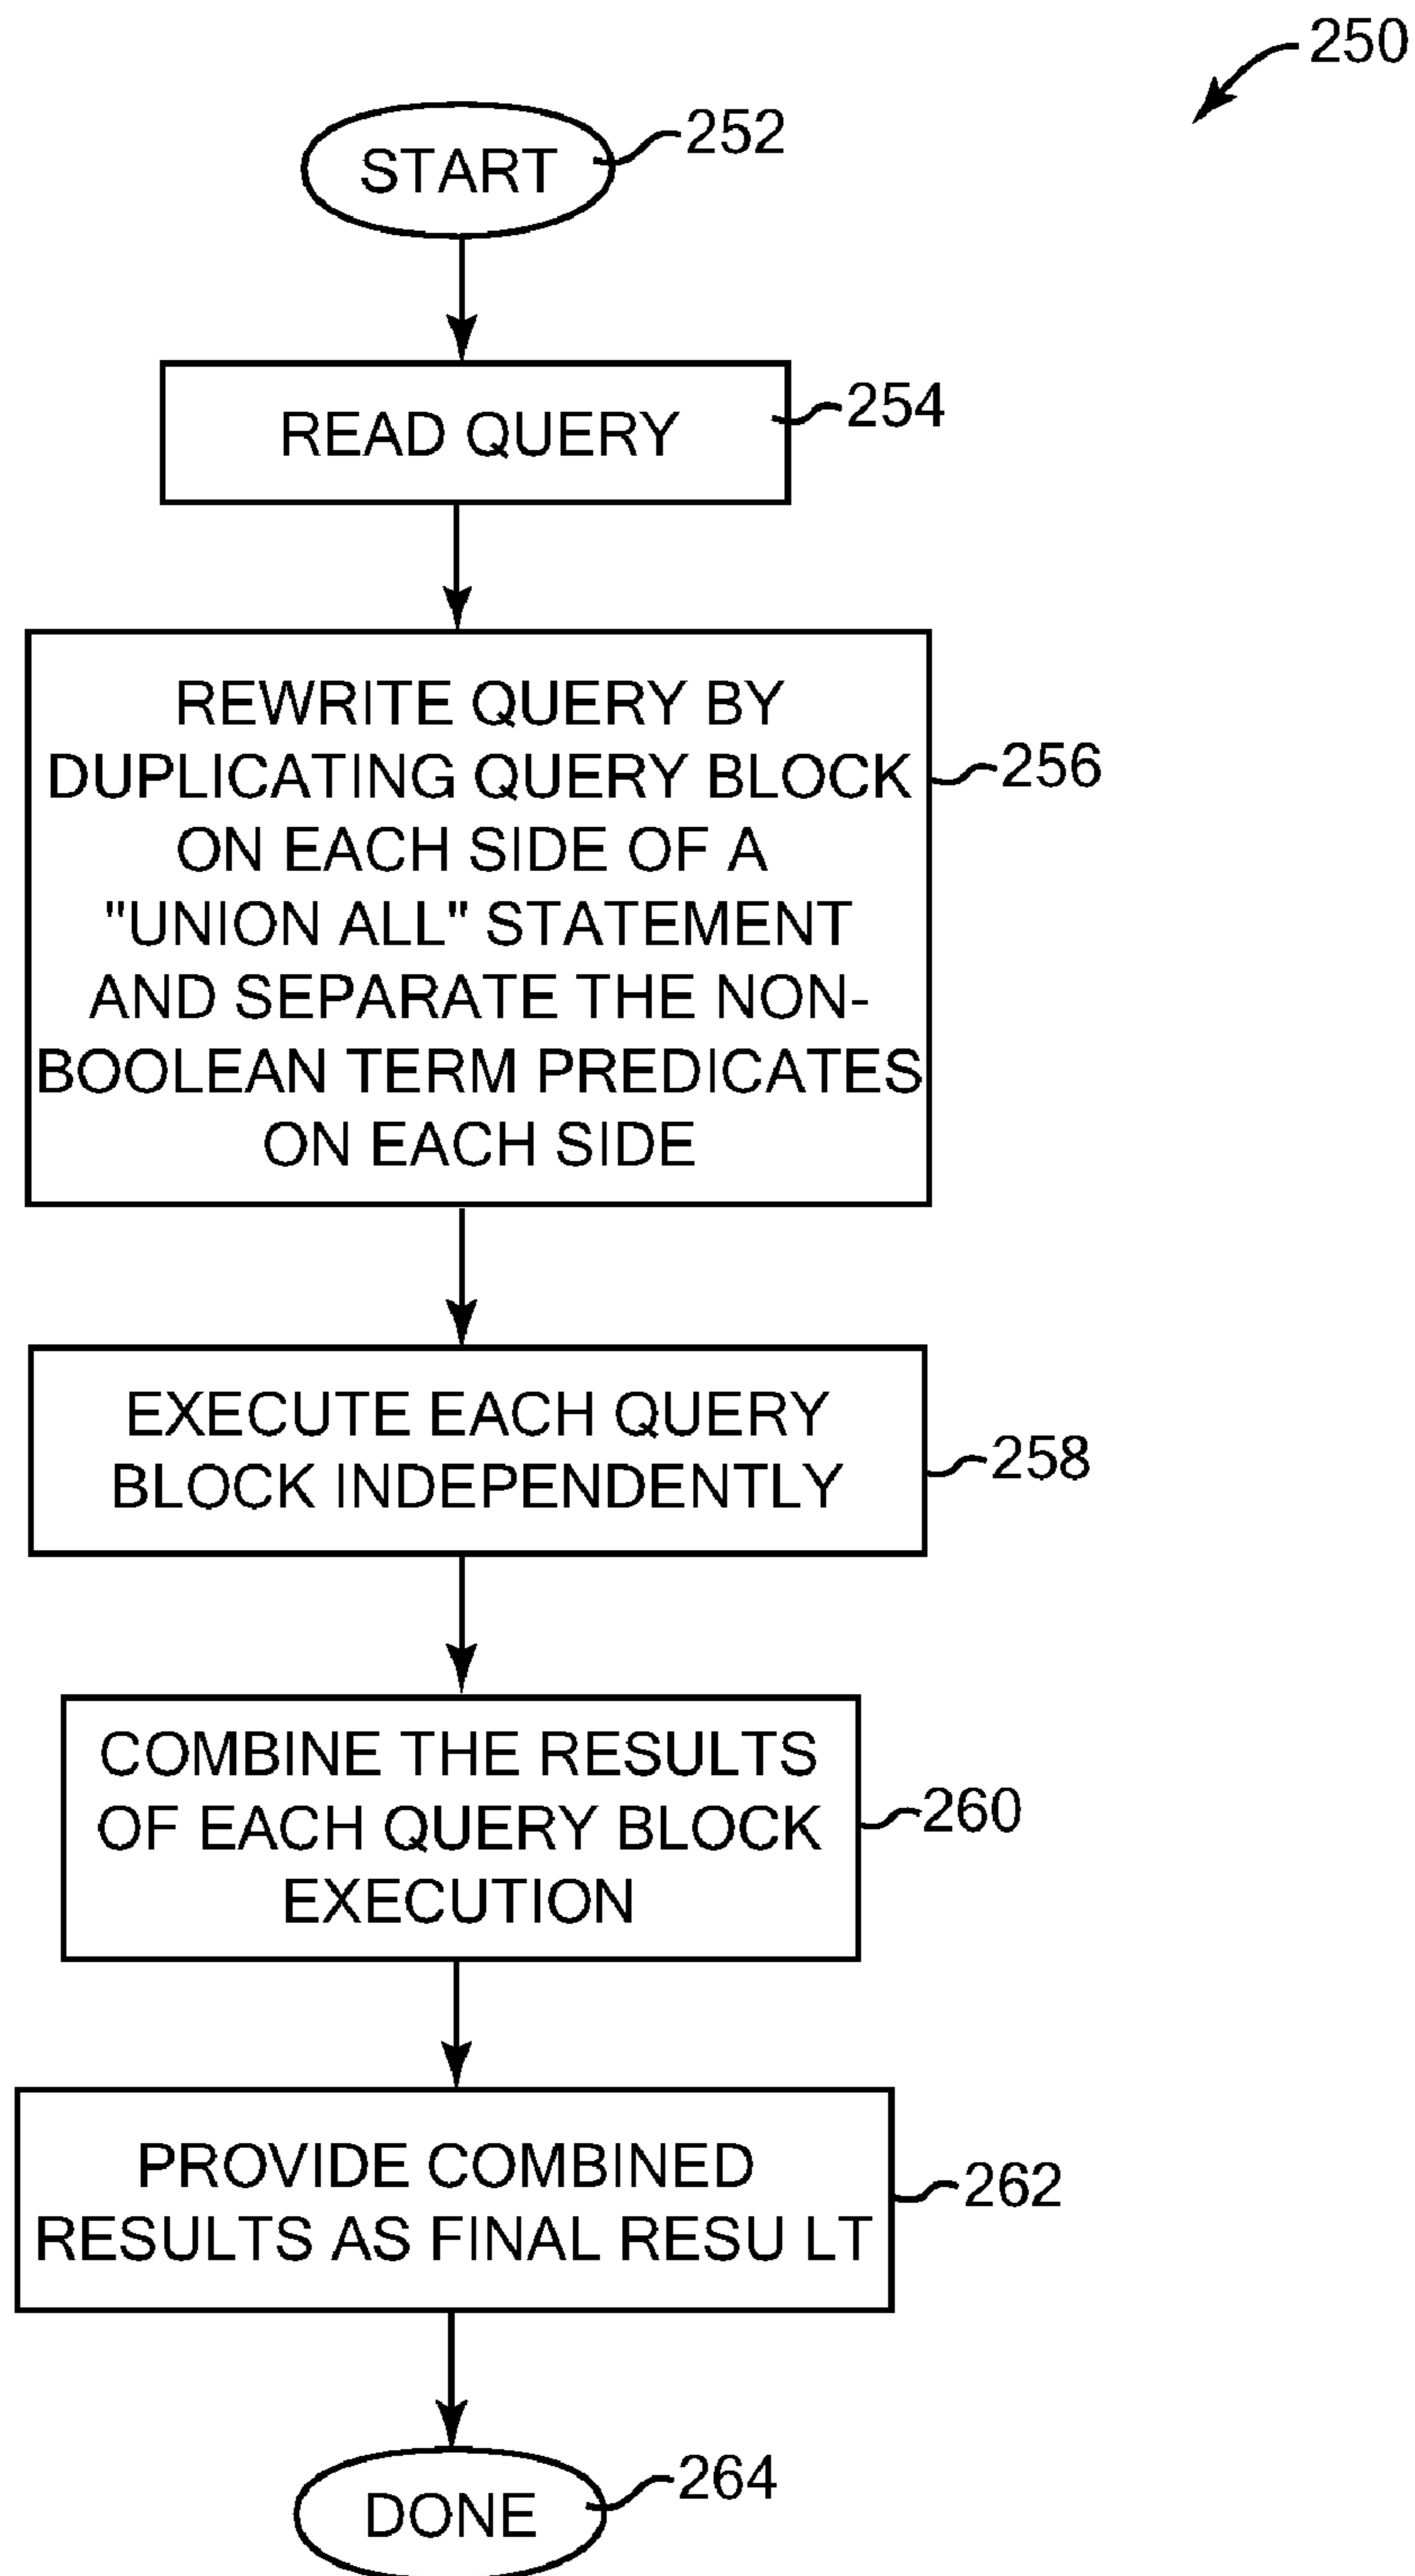 250
START
252
READ QUERY
254
REWRITE QUERY BY
DUPLICATING QUERY BLOCK
ON EACH SIDE OF A
"UNION ALL" STATEMENT
AND SEPARATE THE NON-
BOOLEAN TERM PREDICATES
ON EACH SIDE
256
EXECUTE EACH QUERY
BLOCK INDEPENDENTLY
258
COMBINE THE RESULTS
OF EACH QUERY BLOCK
EXECUTION
260
PROVIDE COMBINED
RESULTS AS FINAL RESU LT
262
DONE
264